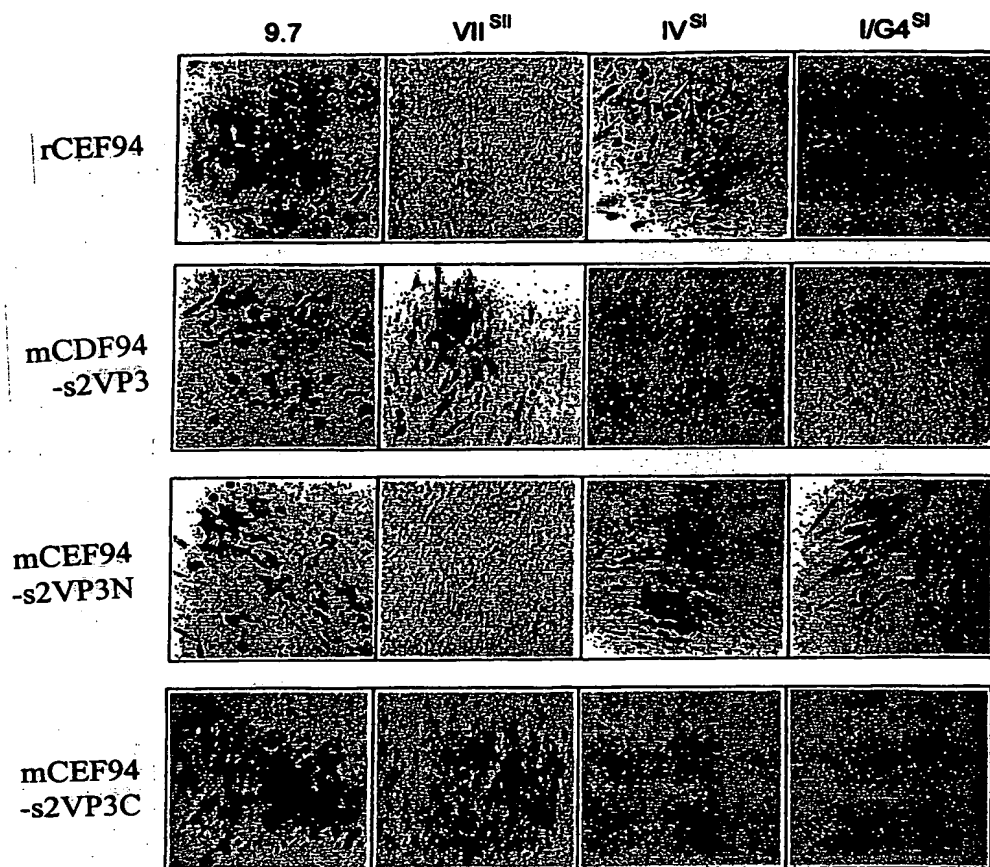 9.7 VII SII IV SI I/G4 SI
rCEF94
mCDF94
-s2VP3
mCEF94
-s2VP3N
mCEF94
-s2VP3C